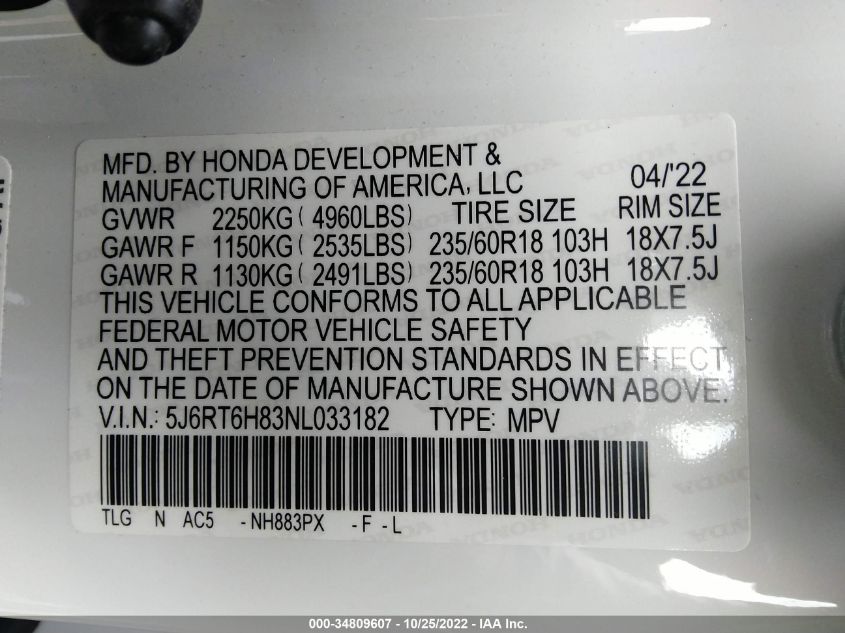 MFD. BY HONDA DEVELOPMENT &
MANUFACTURING OF AMERICA, LLC 04/'22
GVWR 2250KG ( 4960LBS) TIRE SIZE RIM SIZE
GAWR F 1150KG ( 2535LBS) 235/60R18 103H 18X7.5J
GAWR R 1130KG ( 2491LBS) 235/60R18 103H 18X7.5J
THIS VEHICLE CONFORMS TO ALL APPLICABLE
FEDERAL MOTOR VEHICLE SAFETY
AND THEFT PREVENTION STANDARDS IN EFFECT
ON THE DATE OF MANUFACTURE SHOWN ABOVE.
V.I.N.: 5J6RT6H83NL033182 TYPE: MPV
TLG N AC5 -NH883PX -F-L
000-34809607 - 10/25/2022 - IAA Inc.